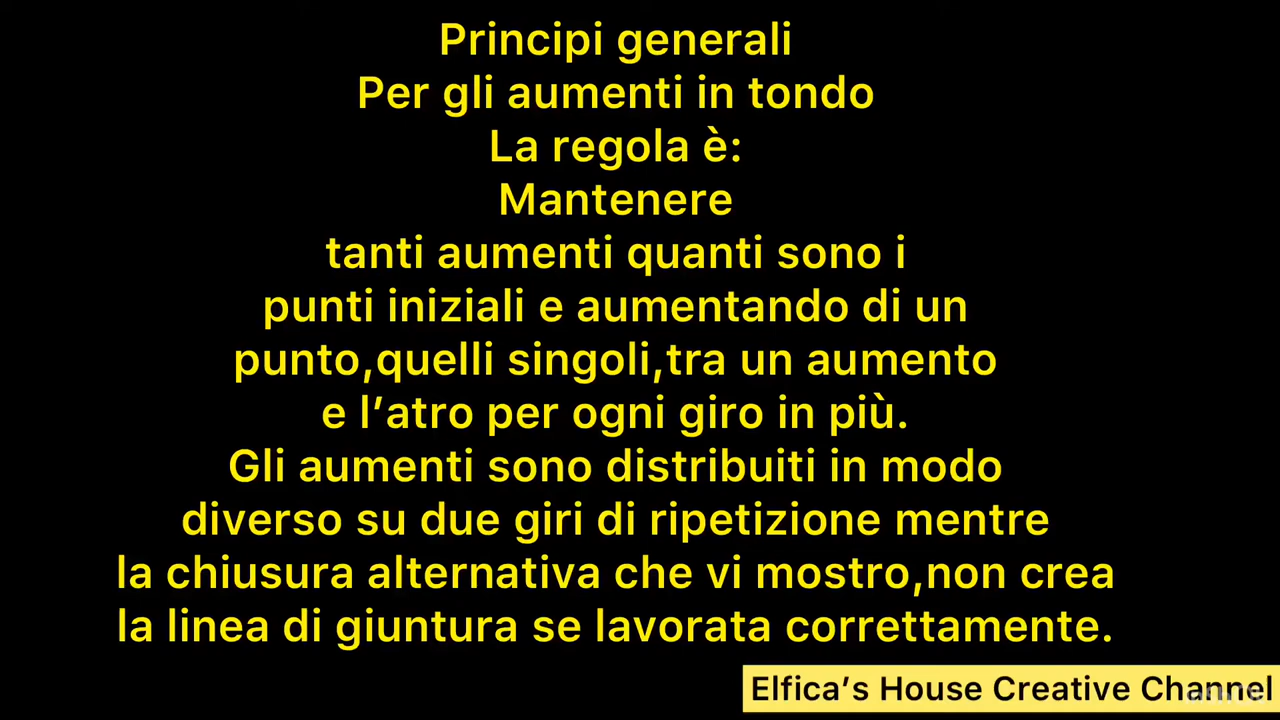 Principi generali
Per gli aumenti in tondo
La regola è:
Mantenere
tanti aumenti quanti sono i
punti iniziali e aumentando di un
punto,quelli singoli,tra un aumento
e l’atro per ogni giro in più.
Gli aumenti sono distribuiti in modo
diverso su due giri di ripetizione mentre
la chiusura alternativa che vi mostro,non crea
la linea di giuntura se lavorata correttamente.
Elfica’s House Creative Channel